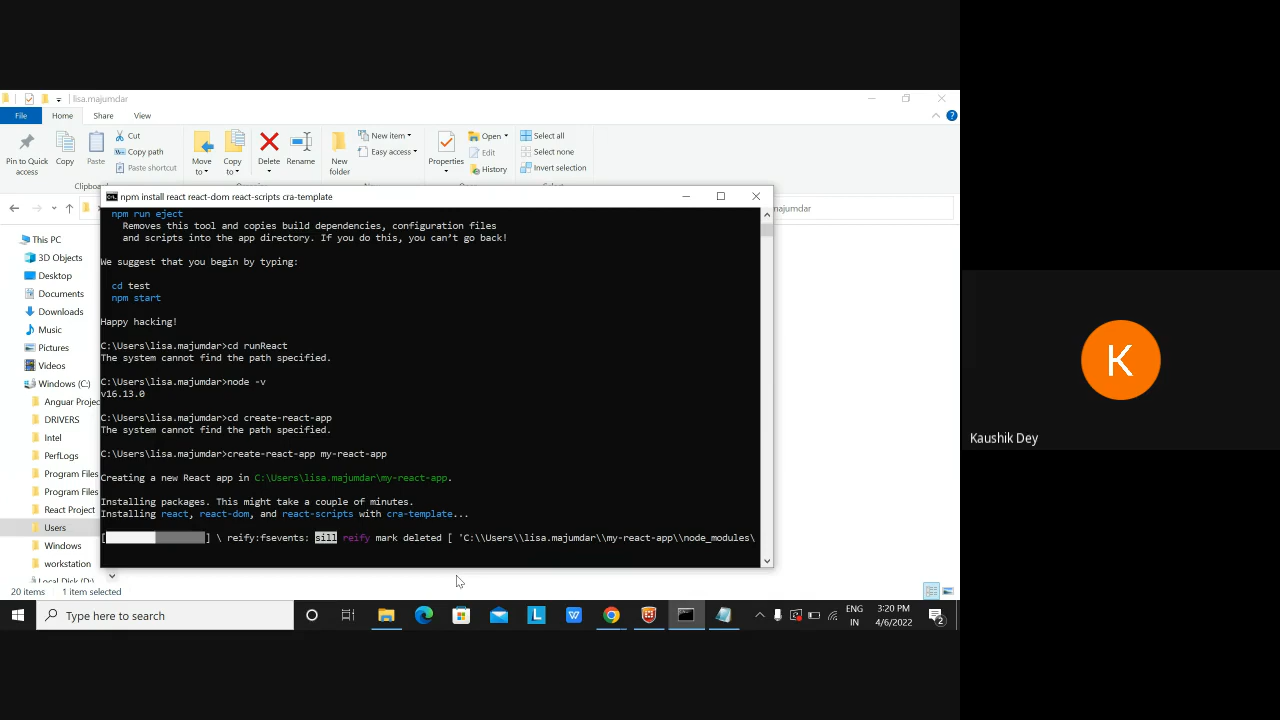 lisa.majumdar
File Home Share View
Pin to Quick access
Copy
Paste
Cut
Copy path
Paste shortcut
Move to
Copy to
Delete
Rename
New folder
New item
Easy access
Properties
Open
Edit
History
Select all
Select none
Invert selection
Clipboard
majumdar
npm install react react-dom react-scripts cra-template
npm run eject
Removes this tool and copies build dependencies, configuration files
and scripts into the app directory. If you do this, you can't go back!
We suggest that you begin by typing:
cd test
npm start
Happy hacking!
C:\Users\lisa.majumdar>cd runReact
The system cannot find the path specified.
C:\Users\lisa.majumdar>node -v
v16.13.0
C:\Users\lisa.majumdar>cd create-react-app
The system cannot find the path specified.
C:\Users\lisa.majumdar>create-react-app my-react-app
Creating a new React app in C:\Users\lisa.majumdar\my-react-app.
Installing packages. This might take a couple of minutes.
Installing react, react-dom, and react-scripts with cra-template...
[ ] \ reify:fsevents: sill reify mark deleted [ 'C:\\Users\\lisa.majumdar\\my-react-app\\node_modules\
This PC
3D Objects
Desktop
Documents
Downloads
Music
Pictures
Videos
Windows (C:)
Anguar Projec
DRIVERS
Intel
PerfLogs
Program Files
Program Files
React Project
Users
Windows
workstation
Local Disk (D:)
20 items 1 item selected
Type here to search
ENG
IN
3:20 PM
4/6/2022
2
K
Kaushik Dey